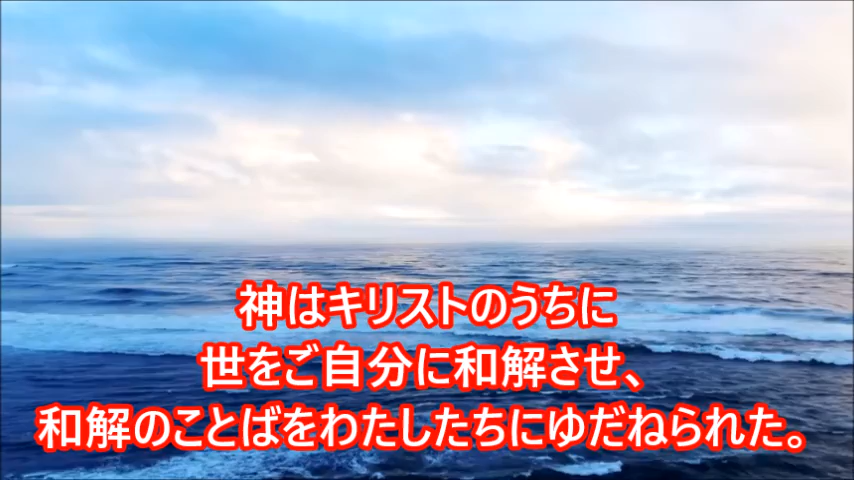 神はキリストのうちに
世をご自分に和解させ、
和解のことばをわたしたちにゆだねられた。